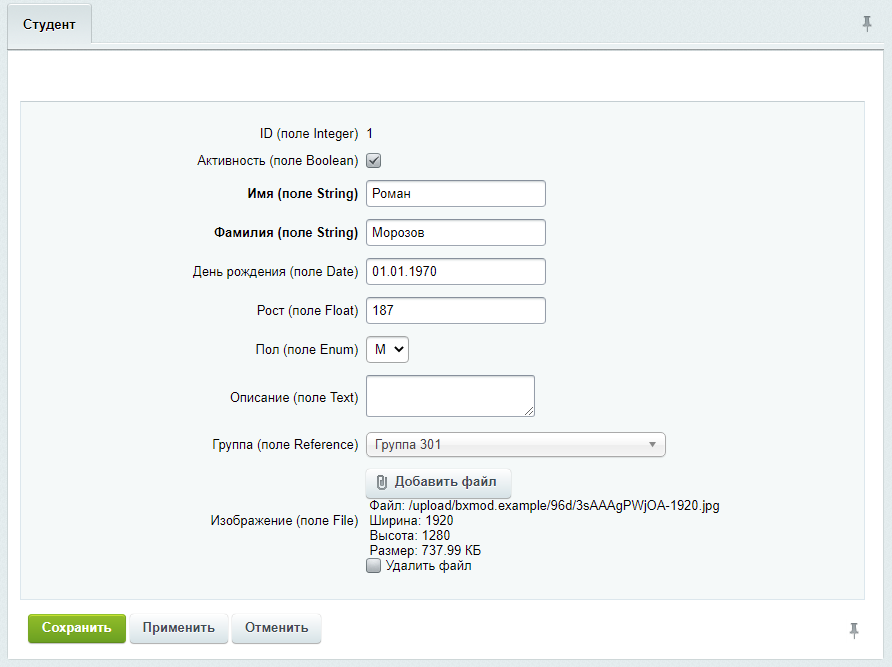 Студент
ID (поле Integer) 1
Активность (поле Boolean)
Имя (поле String) Роман
Фамилия (поле String) Морозов
День рождения (поле Date) 01.01.1970
Рост (поле Float) 187
Пол (поле Enum) М
Описание (поле Text)
Группа (поле Reference) Группа 301
Добавить файл
Изображение (поле File)
Файл: /upload/bxmod.example/96d/3sAAAgPWjOA-1920.jpg
Ширина: 1920
Высота: 1280
Размер: 737.99 КБ
Удалить файл
Сохранить Применить Отменить